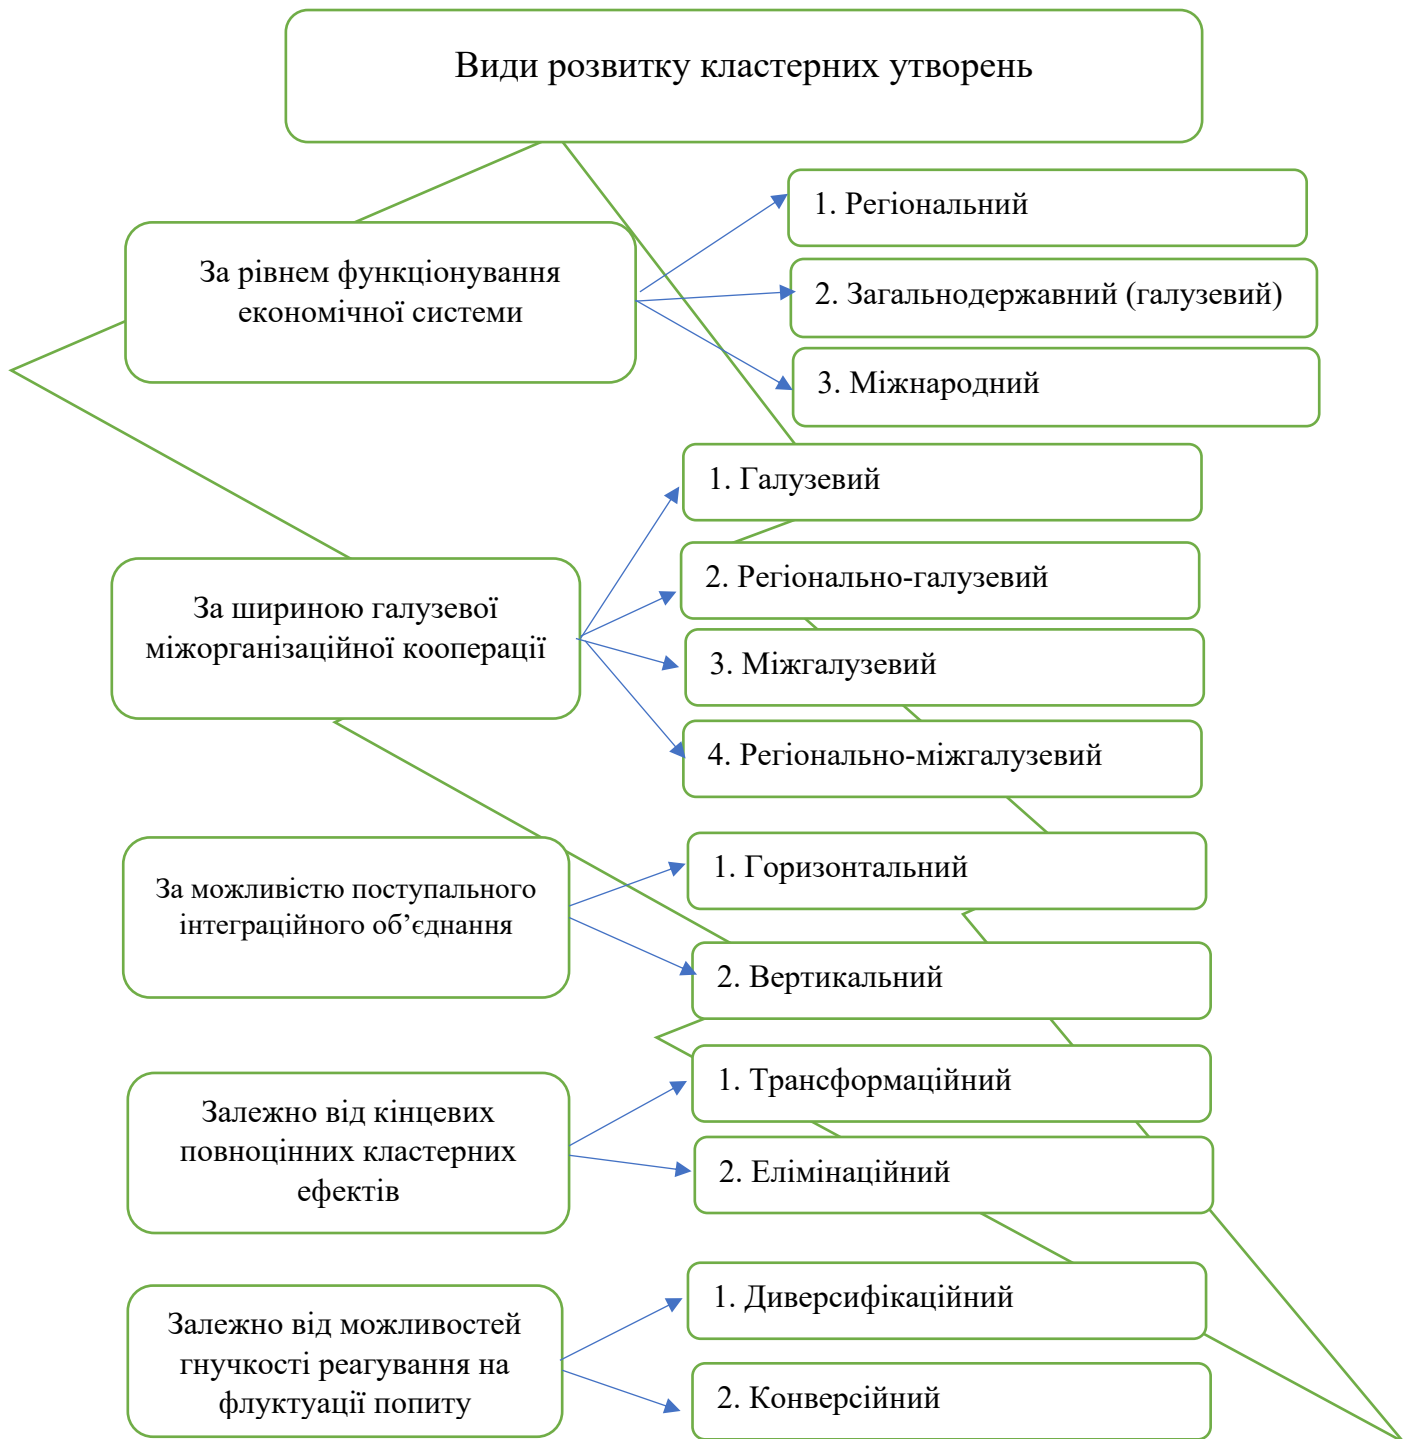 Види розвитку кластерних утворень
За рівнем функціонування
економічної системи
1. Регіональний
2. Загальнодержавний (галузевий)
3. Міжнародний
За шириною галузевої
міжорганізаційної кооперації
1. Галузевий
2. Регіонально-галузевий
3. Міжгалузевий
4. Регіонально-міжгалузевий
За можливістю поступального
інтеграційного об’єднання
1. Горизонтальний
2. Вертикальний
Залежно від кінцевих
повноцінних кластерних
ефектів
1. Трансформаційний
2. Елімінаційний
Залежно від можливостей
гнучкості реагування на
флуктуації попиту
1. Диверсифікаційний
2. Конверсійний